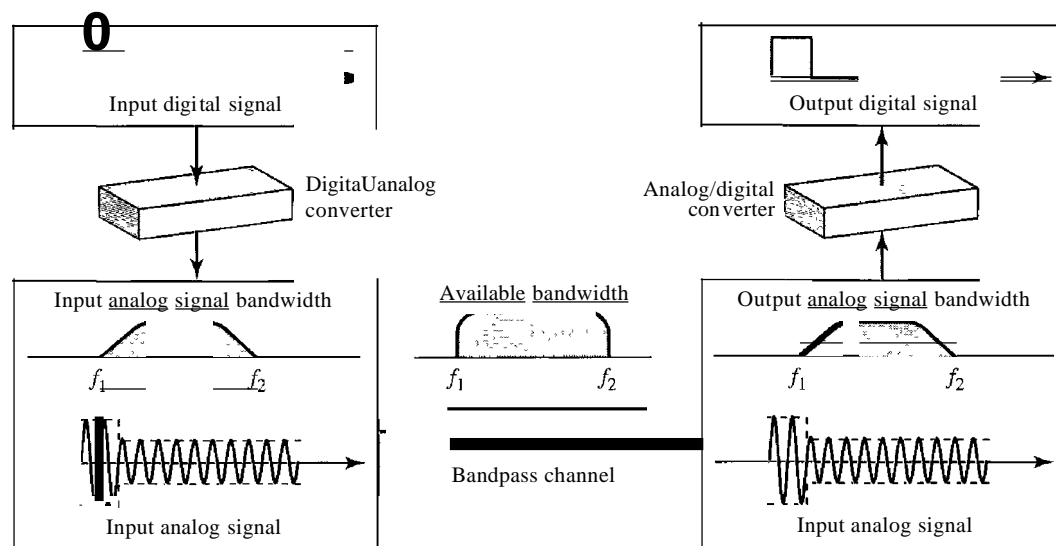 0
Input digital signal
Output digital signal
DigitaUanalog
converter
Analog/digital
converter
Input analog signal bandwidth
Available bandwidth
Output analog signal bandwidth
f1 f2
f1 f2
f1 f2
Bandpass channel
Input analog signal
Input analog signal